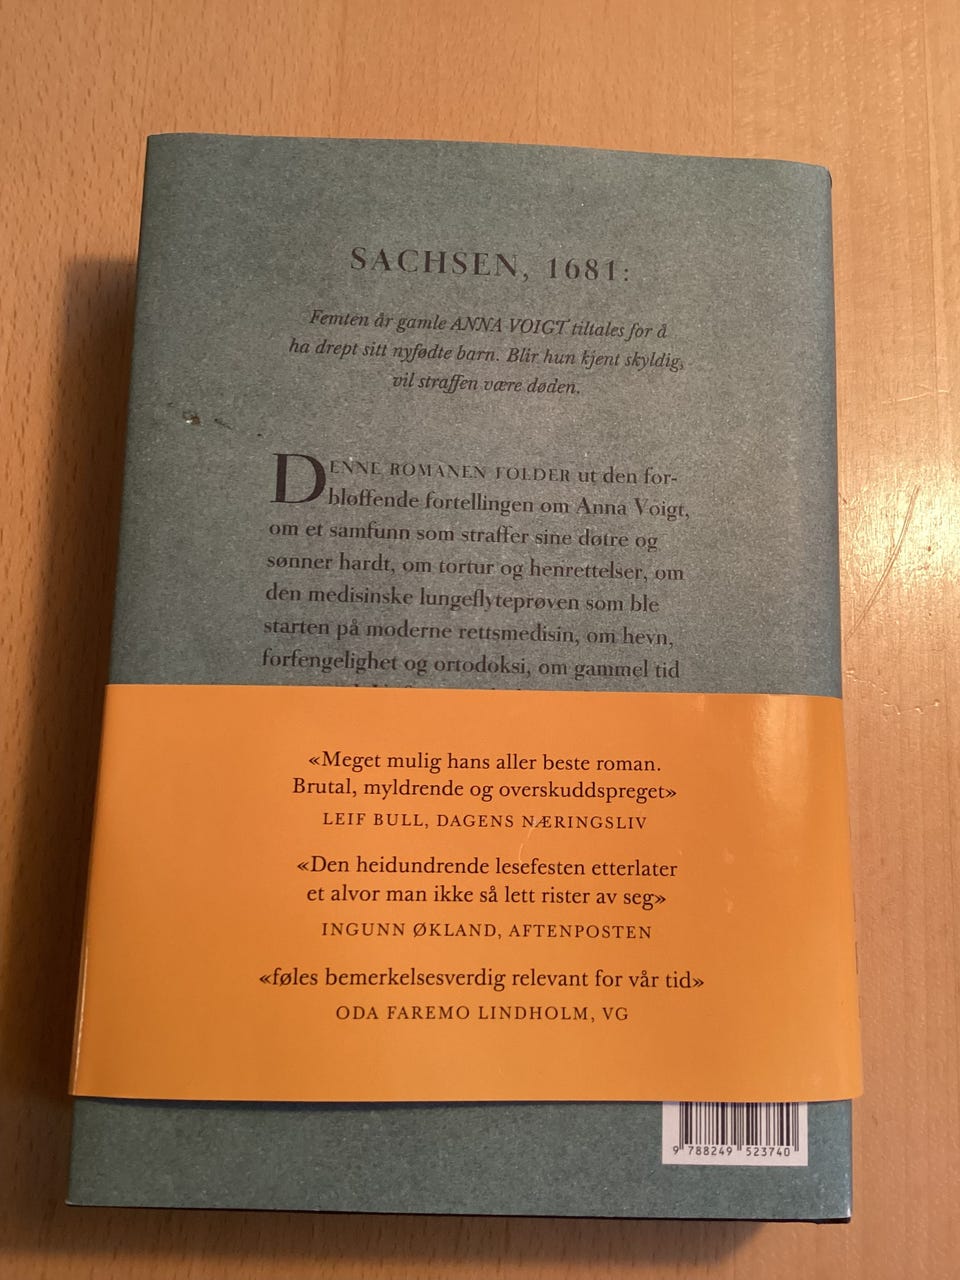 SACHSEN, 1681:
Femten år gamle ANNA VOIGT tiltales for å
ha drept sitt nyfødte barn. Blir hun kjent skyldig,
vil straffen være døden.
DENNE ROMANEN FOLDER ut den for-
bløffende fortellingen om Anna Voigt,
om et samfunn som straffer sine døtre og
sønner hardt, om tortur og henrettelser, om
den medisinske lungeflyteprøven som ble
starten på moderne rettsmedisin, om hevn,
forfengelighet og ortodoksi, om gammel tid
«Meget mulig hans aller beste roman.
Brutal, myldrende og overskuddspreget»
LEIF BULL, DAGENS NÆRINGSLIV
«Den heidundrende lesefesten etterlater
et alvor man ikke så lett rister av seg»
INGUNN ØKLAND, AFTENPOSTEN
«føles bemerkelsesverdig relevant for vår tid»
ODA FAREMO LINDHOLM, VG
9 788249 523740